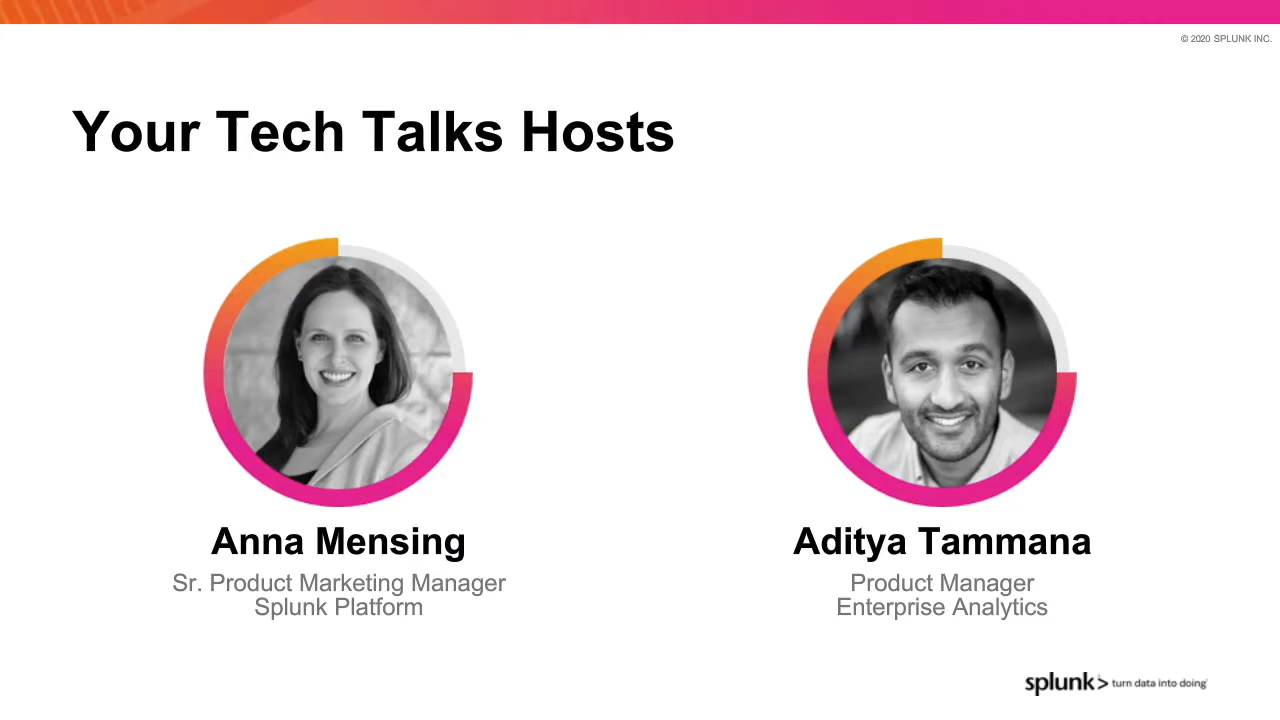 © 2020 SPLUNK INC.
Your Tech Talks Hosts
Anna Mensing
Sr. Product Marketing Manager
Splunk Platform
Aditya Tammana
Product Manager
Enterprise Analytics
splunk> turn data into doing